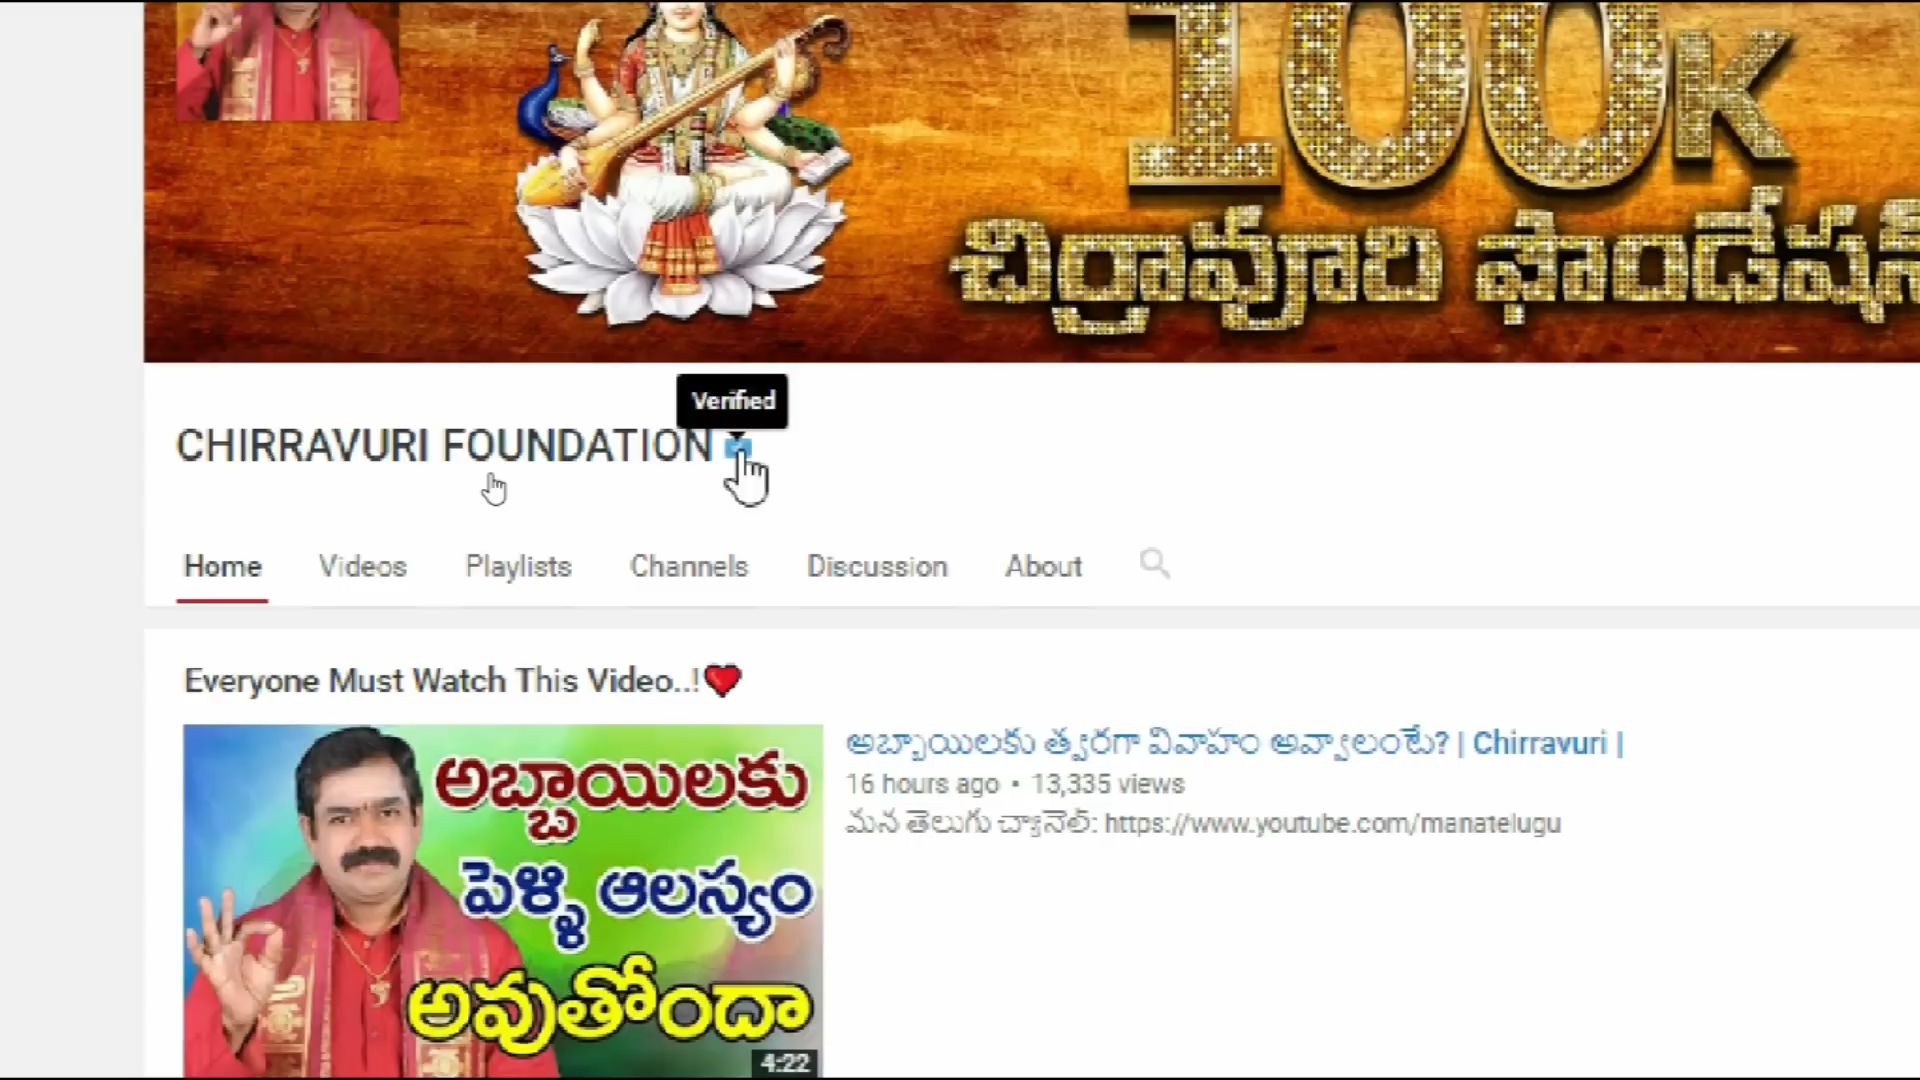 100K
చిర్రావూరి ఫౌండేషన్
Verified
CHIRRAVURI FOUNDATION
Home Videos Playlists Channels Discussion About
Everyone Must Watch This Video..!❤
అబ్బాయిలకు త్వరగా వివాహం అవ్వాలంటే? | Chirravuri |
16 hours ago • 13,335 views
మన తెలుగు చ్యానెల్: https://www.youtube.com/manatelugu
అబ్బాయిలకు
పెళ్ళి ఆలస్యం
అవుతోందా
4:22